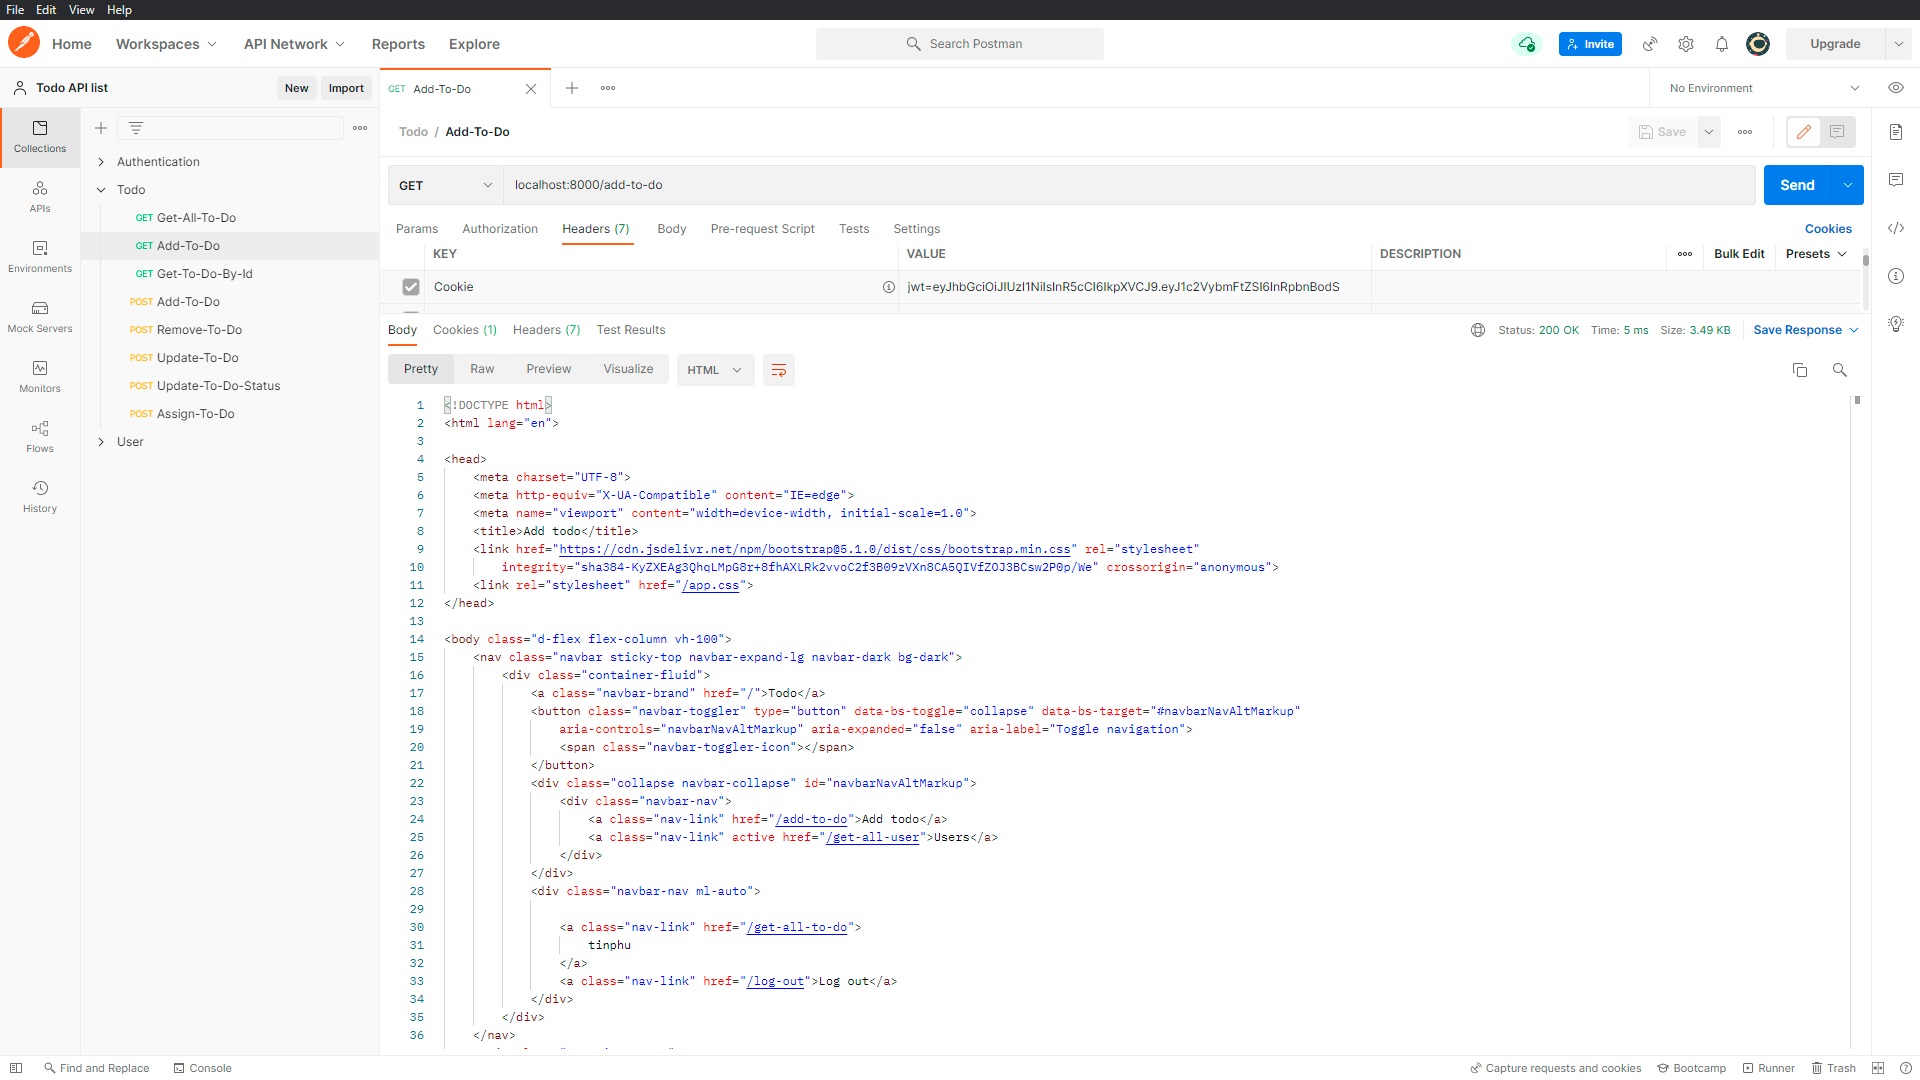 File Edit View Help
Home Workspaces API Network Reports Explore Search Postman Invite Upgrade
Todo API list New Import GET Add-To-Do No Environment
Todo / Add-To-Do Save
Collections
APIs
Environments
Mock Servers
Monitors
Flows
History
Authentication
Todo
GET Get-All-To-Do
GET Add-To-Do
GET Get-To-Do-By-Id
POST Add-To-Do
POST Remove-To-Do
POST Update-To-Do
POST Update-To-Do-Status
POST Assign-To-Do
User
GET localhost:8000/add-to-do Send
Params Authorization Headers (7) Body Pre-request Script Tests Settings Cookies
KEY VALUE DESCRIPTION Bulk Edit Presets
Cookie jwt=eyJhbGciOiJIUzI1NiIsInR5cCI6IkpXVCJ9.eyJ1c2VybmFtZSI6InRpbnBodS
Body Cookies (1) Headers (7) Test Results Status: 200 OK Time: 5 ms Size: 3.49 KB Save Response
Pretty Raw Preview Visualize HTML
1 <!DOCTYPE html>
2 <html lang="en">
3
4 <head>
5 <meta charset="UTF-8">
6 <meta http-equiv="X-UA-Compatible" content="IE=edge">
7 <meta name="viewport" content="width=device-width, initial-scale=1.0">
8 <title>Add todo</title>
9 <link href="https://cdn.jsdelivr.net/npm/bootstrap@5.1.0/dist/css/bootstrap.min.css" rel="stylesheet"
10 integrity="sha384-KyZXEAg3QhqLMpG8r+8fhAXLRk2vvoC2f3B09zVXn8CA5QIVfZOJ3BCsw2P0p/We" crossorigin="anonymous">
11 <link rel="stylesheet" href="/app.css">
12 </head>
13
14 <body class="d-flex flex-column vh-100">
15 <nav class="navbar sticky-top navbar-expand-lg navbar-dark bg-dark">
16 <div class="container-fluid">
17 <a class="navbar-brand" href="/">Todo</a>
18 <button class="navbar-toggler" type="button" data-bs-toggle="collapse" data-bs-target="#navbarNavAltMarkup"
19 aria-controls="navbarNavAltMarkup" aria-expanded="false" aria-label="Toggle navigation">
20 <span class="navbar-toggler-icon"></span>
21 </button>
22 <div class="collapse navbar-collapse" id="navbarNavAltMarkup">
23 <div class="navbar-nav">
24 <a class="nav-link" href="/add-to-do">Add todo</a>
25 <a class="nav-link" active href="/get-all-user">Users</a>
26 </div>
27 </div>
28 <div class="navbar-nav ml-auto">
29
30 <a class="nav-link" href="/get-all-to-do">
31 tinphu
32 </a>
33 <a class="nav-link" href="/log-out">Log out</a>
34 </div>
35 </div>
36 </nav>
Find and Replace Console Capture requests and cookies Bootcamp Runner Trash